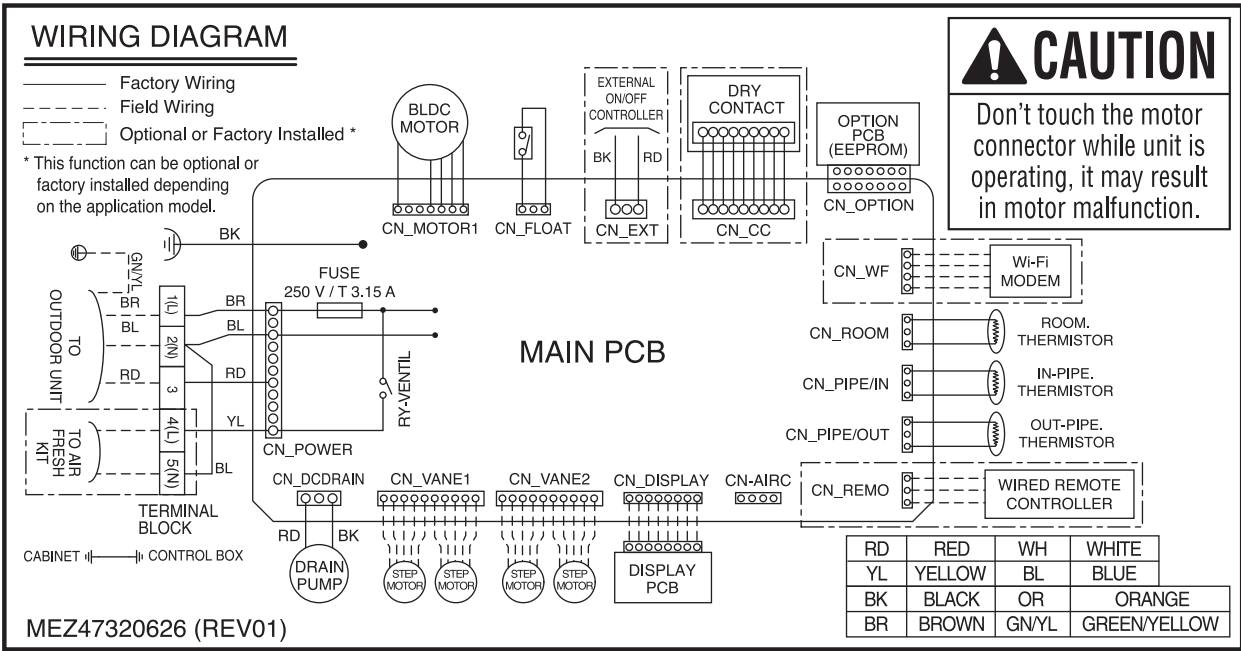 WIRING DIAGRAM
Factory Wiring
Field Wiring
Optional or Factory Installed *
* This function can be optional or
factory installed depending
on the application model.
CAUTION
Don't touch the motor
connector while unit is
operating, it may result
in motor malfunction.
BLDC
MOTOR
CN_MOTOR1
CN_FLOAT
EXTERNAL
ON/OFF
CONTROLLER
BK
RD
CN_EXT
DRY
CONTACT
CN_CC
OPTION
PCB
(EEPROM)
CN_OPTION
CN_WF
Wi-Fi
MODEM
CN_ROOM
ROOM.
THERMISTOR
CN_PIPE/IN
IN-PIPE.
THERMISTOR
CN_PIPE/OUT
OUT-PIPE.
THERMISTOR
CN_REMO
WIRED REMOTE
CONTROLLER
MAIN PCB
BK
GN/YL
TO
OUTDOOR UNIT
BR
BL
RD
1(L)
2(N)
3
4(L)
5(N)
BR
BL
RD
YL
BL
TO AIR
FRESH
KIT
TERMINAL
BLOCK
FUSE
250 V / T 3.15 A
RY-VENTIL
CN_POWER
CN_DCDRAIN
RD
BK
DRAIN
PUMP
CN_VANE1
STEP
MOTOR
STEP
MOTOR
CN_VANE2
STEP
MOTOR
STEP
MOTOR
CN_DISPLAY
DISPLAY
PCB
CN-AIRC
CABINET
CONTROL BOX
RD RED WH WHITE
YL YELLOW BL BLUE
BK BLACK OR ORANGE
BR BROWN GN/YL GREEN/YELLOW
MEZ47320626 (REV01)